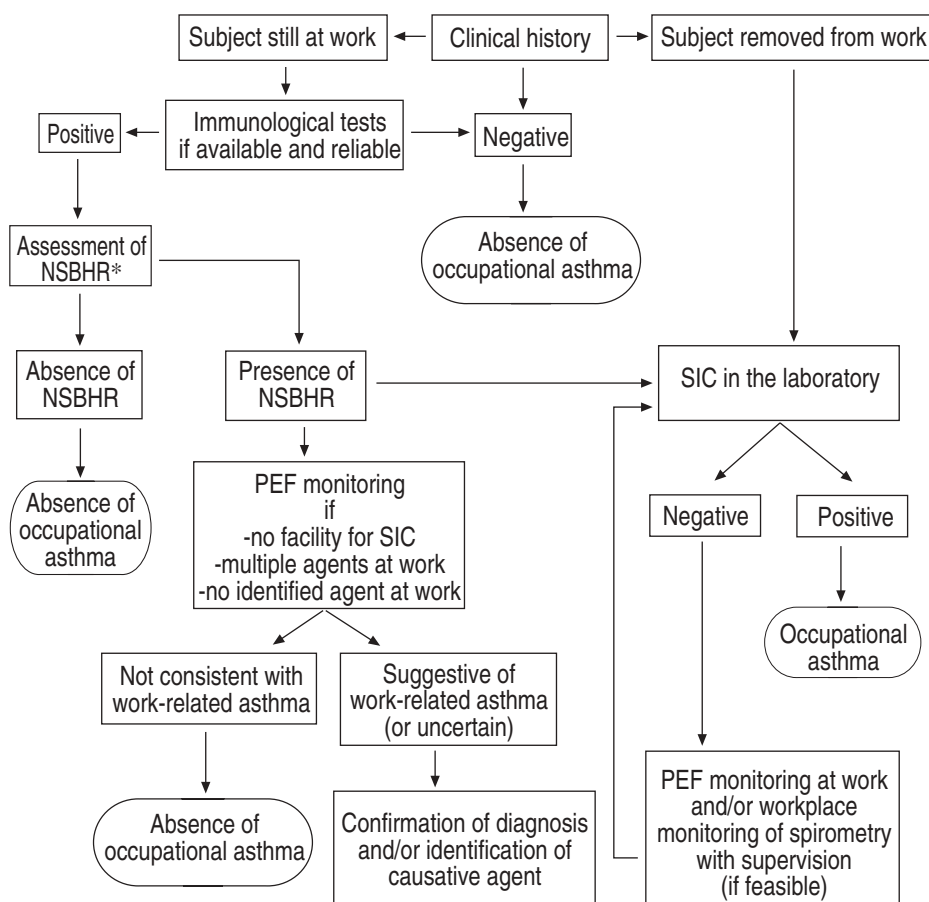 Subject still at work
Clinical history
Subject removed from work
Positive
Immunological tests
if available and reliable
Negative
Assessment of
NSBHR*
Absence of
occupational asthma
Absence of
NSBHR
Presence of
NSBHR
SIC in the laboratory
Absence of
occupational
asthma
PEF monitoring
if
-no facility for SIC
-multiple agents at work
-no identified agent at work
Negative
Positive
Occupational
asthma
Not consistent with
work-related asthma
Suggestive of
work-related asthma
(or uncertain)
Absence of
occupational asthma
Confirmation of diagnosis
and/or identification of
causative agent
PEF monitoring at work
and/or workplace
monitoring of spirometry
with supervision
(if feasible)